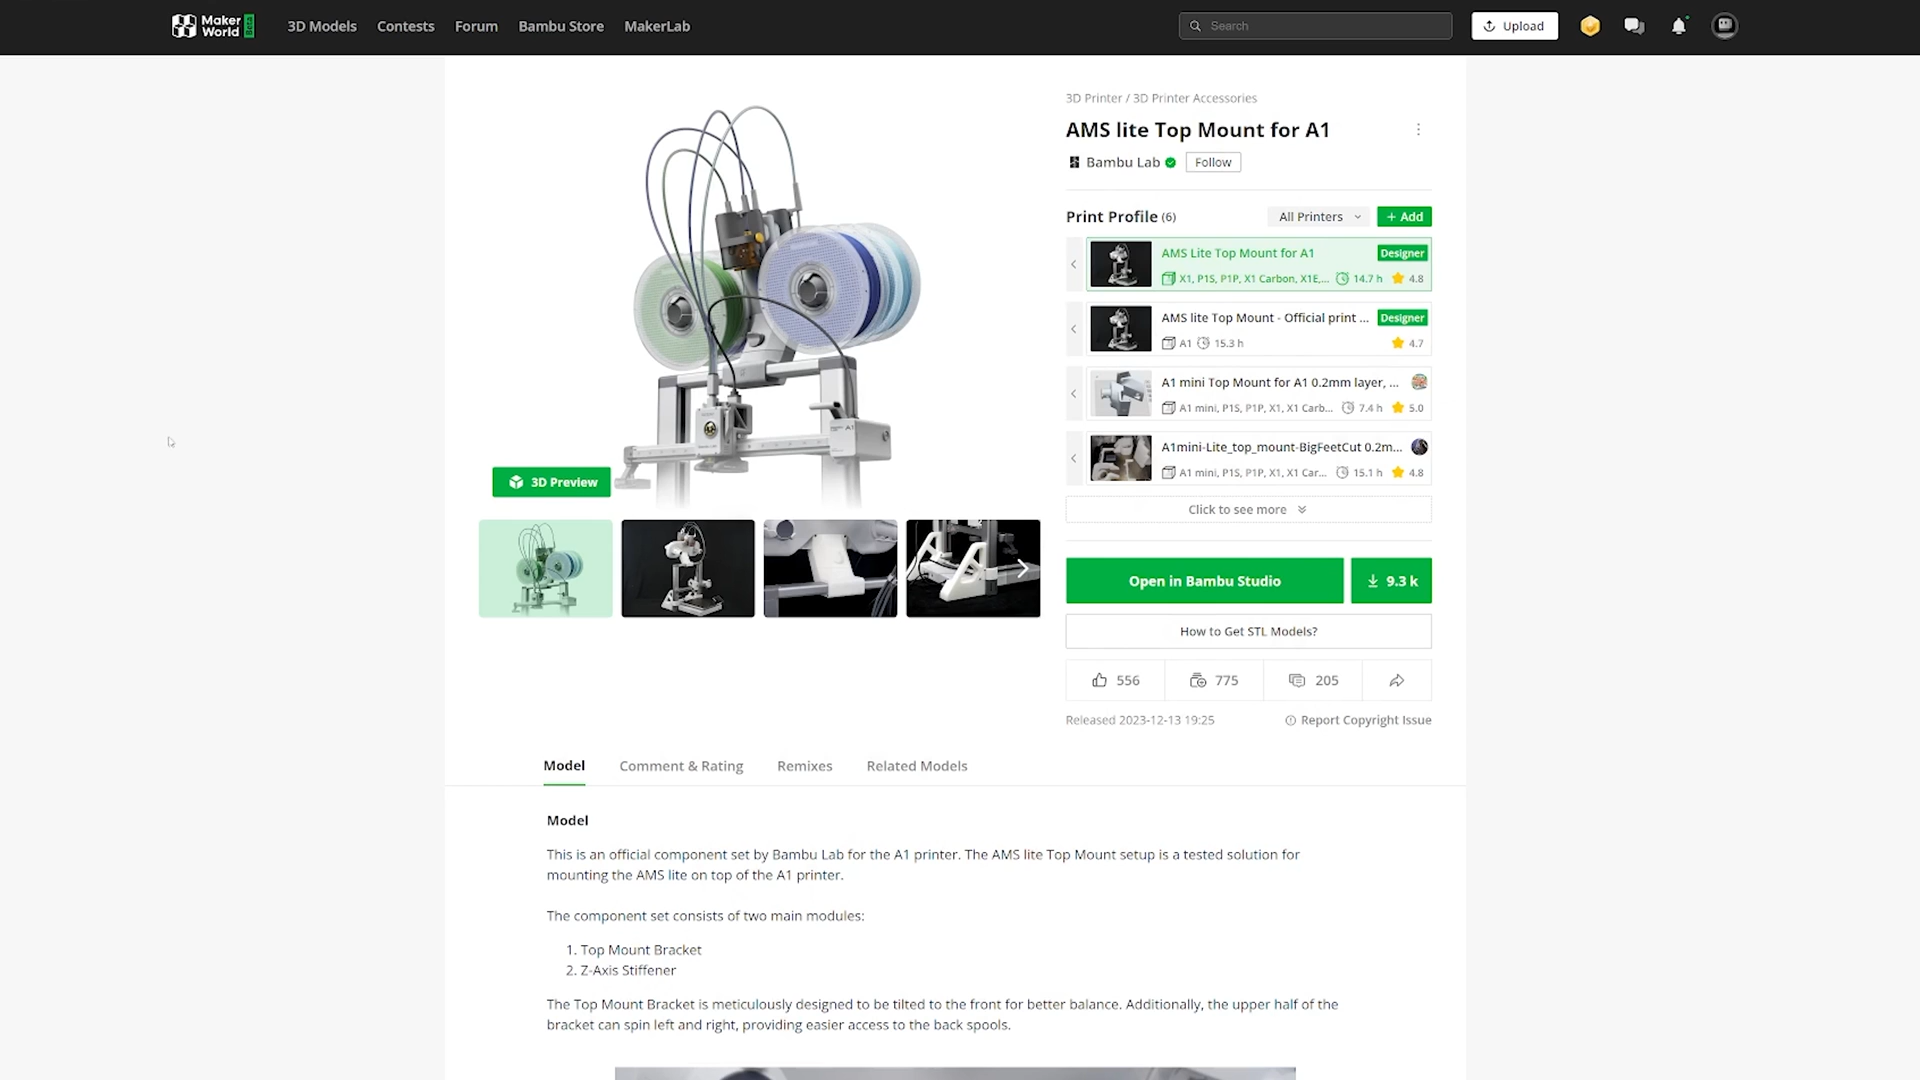 Maker World Beta
3D Models
Contests
Forum
Bambu Store
MakerLab
Search
Upload
3D Printer / 3D Printer Accessories
AMS lite Top Mount for A1
Bambu Lab
Follow
Print Profile (6)
All Printers
+ Add
AMS Lite Top Mount for A1
Designer
X1, P1S, P1P, X1 Carbon, X1E,...
14.7 h
4.8
AMS lite Top Mount - Official print ...
Designer
A1
15.3 h
4.7
A1 mini Top Mount for A1 0.2mm layer, ...
A1 mini, P1S, P1P, X1, X1 Carb...
7.4 h
5.0
A1mini-Lite_top_mount-BigFeetCut 0.2m...
A1 mini, P1S, P1P, X1, X1 Car...
15.1 h
4.8
Click to see more
3D Preview
Open in Bambu Studio
9.3 k
How to Get STL Models?
556
775
205
Released 2023-12-13 19:25
Report Copyright Issue
Model
Comment & Rating
Remixes
Related Models
Model
This is an official component set by Bambu Lab for the A1 printer. The AMS lite Top Mount setup is a tested solution for
mounting the AMS lite on top of the A1 printer.
The component set consists of two main modules:
1. Top Mount Bracket
2. Z-Axis Stiffener
The Top Mount Bracket is meticulously designed to be tilted to the front for better balance. Additionally, the upper half of the
bracket can spin left and right, providing easier access to the back spools.